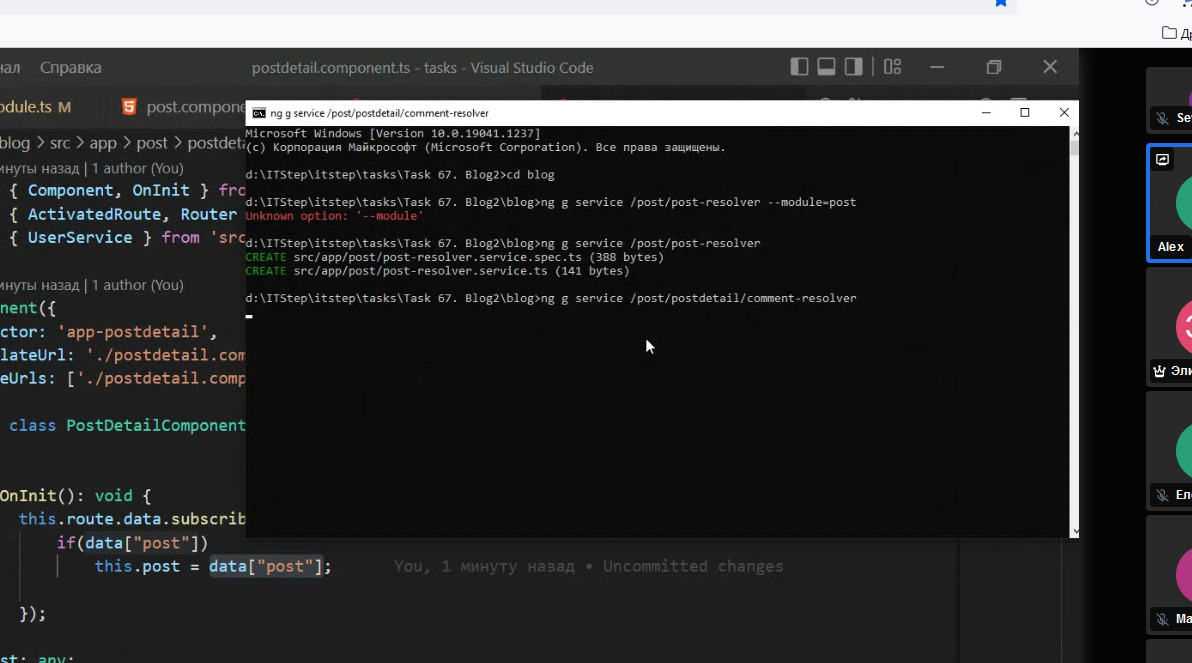 Др
нал Справка
postdetail.component.ts - tasks - Visual Studio Code
odule.ts M
post.compone
blog > src > app > post > postdeta
инуты назад | 1 author (You)
{ Component, OnInit } fro
{ ActivatedRoute, Router
{ UserService } from 'src
инуты назад | 1 author (You)
nent({
ctor: 'app-postdetail',
lateUrl: './postdetail.com
eUrls: ['./postdetail.comp
class PostDetailComponent
OnInit(): void {
this.route.data.subscrib
if(data["post"])
this.post = data["post"];
You, 1 минуту назад • Uncommitted changes
});
st: any;
ng g service /post/postdetail/comment-resolver
Microsoft Windows [Version 10.0.19041.1237]
(c) Корпорация Майкрософт (Microsoft Corporation). Все права защищены.
d:\ITStep\itstep\tasks\Task 67. Blog2>cd blog
d:\ITStep\itstep\tasks\Task 67. Blog2\blog>ng g service /post/post-resolver --module=post
Unknown option: '--module'
d:\ITStep\itstep\tasks\Task 67. Blog2\blog>ng g service /post/post-resolver
CREATE src/app/post/post-resolver.service.spec.ts (388 bytes)
CREATE src/app/post/post-resolver.service.ts (141 bytes)
d:\ITStep\itstep\tasks\Task 67. Blog2\blog>ng g service /post/postdetail/comment-resolver
Se
Alex
Эли
Ел
Ма